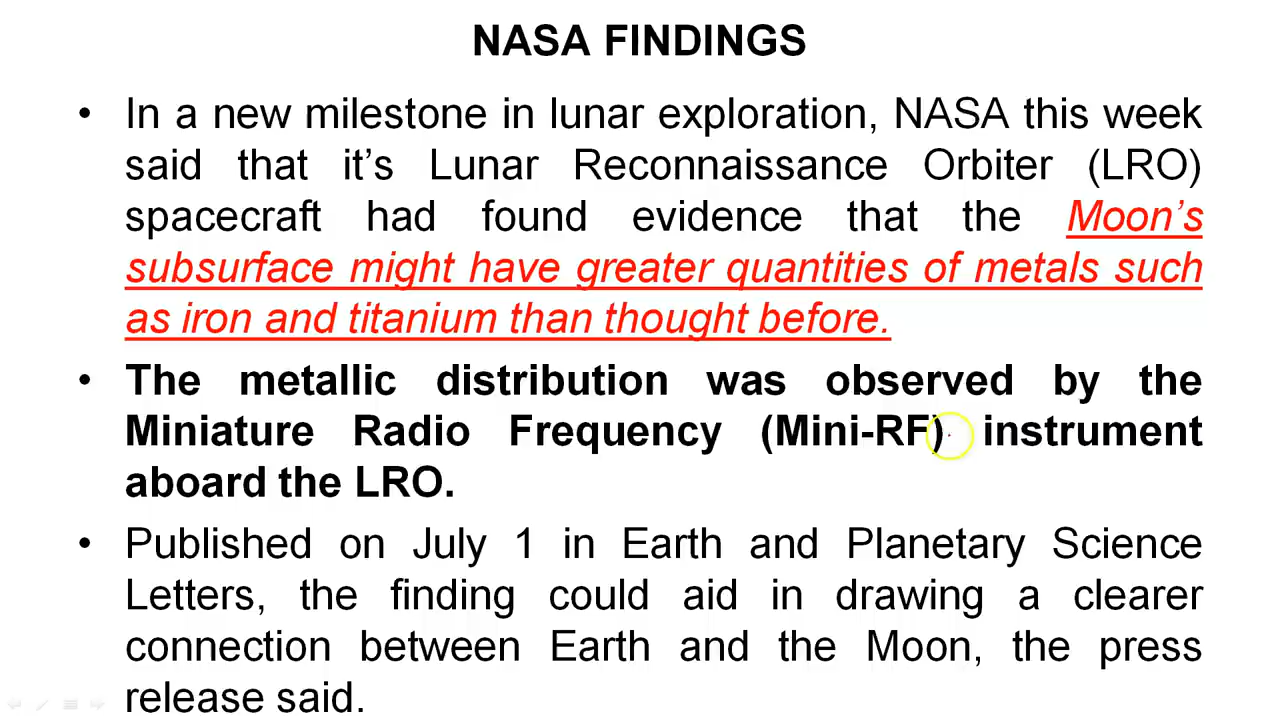 NASA FINDINGS
• In a new milestone in lunar exploration, NASA this week
said that it’s Lunar Reconnaissance Orbiter (LRO)
spacecraft had found evidence that the Moon’s
subsurface might have greater quantities of metals such
as iron and titanium than thought before.
• The metallic distribution was observed by the
Miniature Radio Frequency (Mini-RF) instrument
aboard the LRO.
• Published on July 1 in Earth and Planetary Science
Letters, the finding could aid in drawing a clearer
connection between Earth and the Moon, the press
release said.